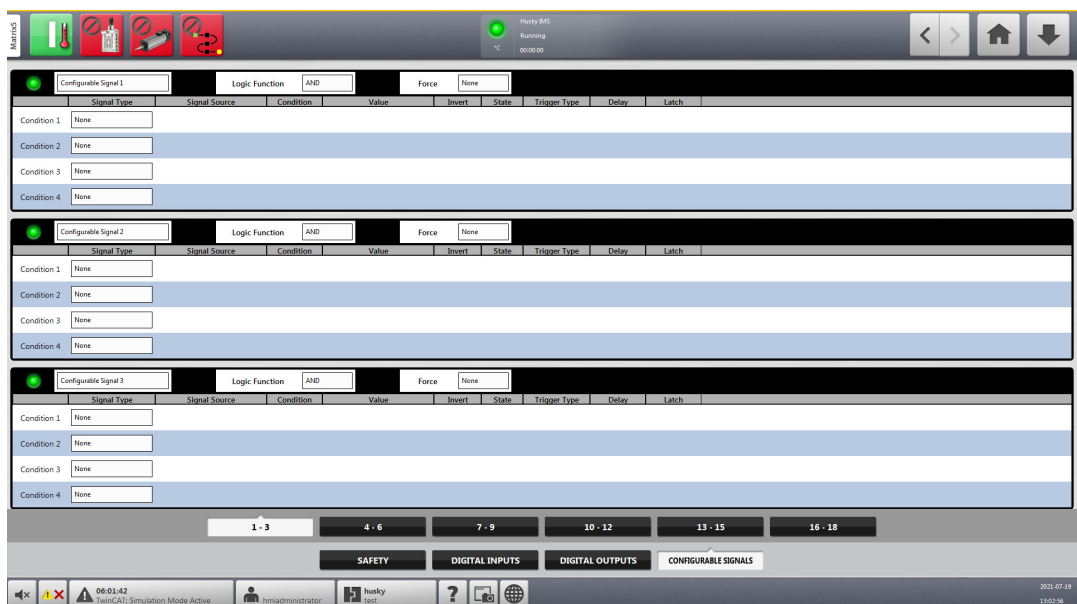 Matrix5
°C
Husky IMS
Running
00:00:00
Configurable Signal 1 Logic Function AND Force None
Signal Type Signal Source Condition Value Invert State Trigger Type Delay Latch
Condition 1 None
Condition 2 None
Condition 3 None
Condition 4 None
Configurable Signal 2 Logic Function AND Force None
Signal Type Signal Source Condition Value Invert State Trigger Type Delay Latch
Condition 1 None
Condition 2 None
Condition 3 None
Condition 4 None
Configurable Signal 3 Logic Function AND Force None
Signal Type Signal Source Condition Value Invert State Trigger Type Delay Latch
Condition 1 None
Condition 2 None
Condition 3 None
Condition 4 None
1 - 3 4 - 6 7 - 9 10 - 12 13 - 15 16 - 18
SAFETY DIGITAL INPUTS DIGITAL OUTPUTS CONFIGURABLE SIGNALS
06:01:42
TwinCAT: Simulation Mode Active
hmiadministrator
husky
test
?
2021-07-19
13:02:56